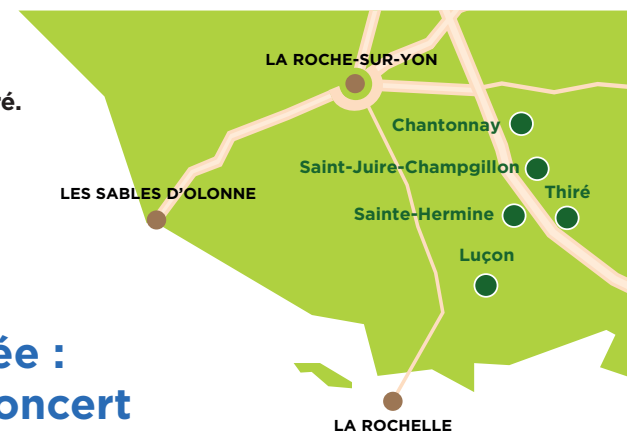 LA ROCHE-SUR-YON
é.
Chantonnay
Saint-Juire-Champgillon
LES SABLES D’OLONNE
Thiré
Sainte-Hermine
Luçon
ée :
oncert
LA ROCHELLE